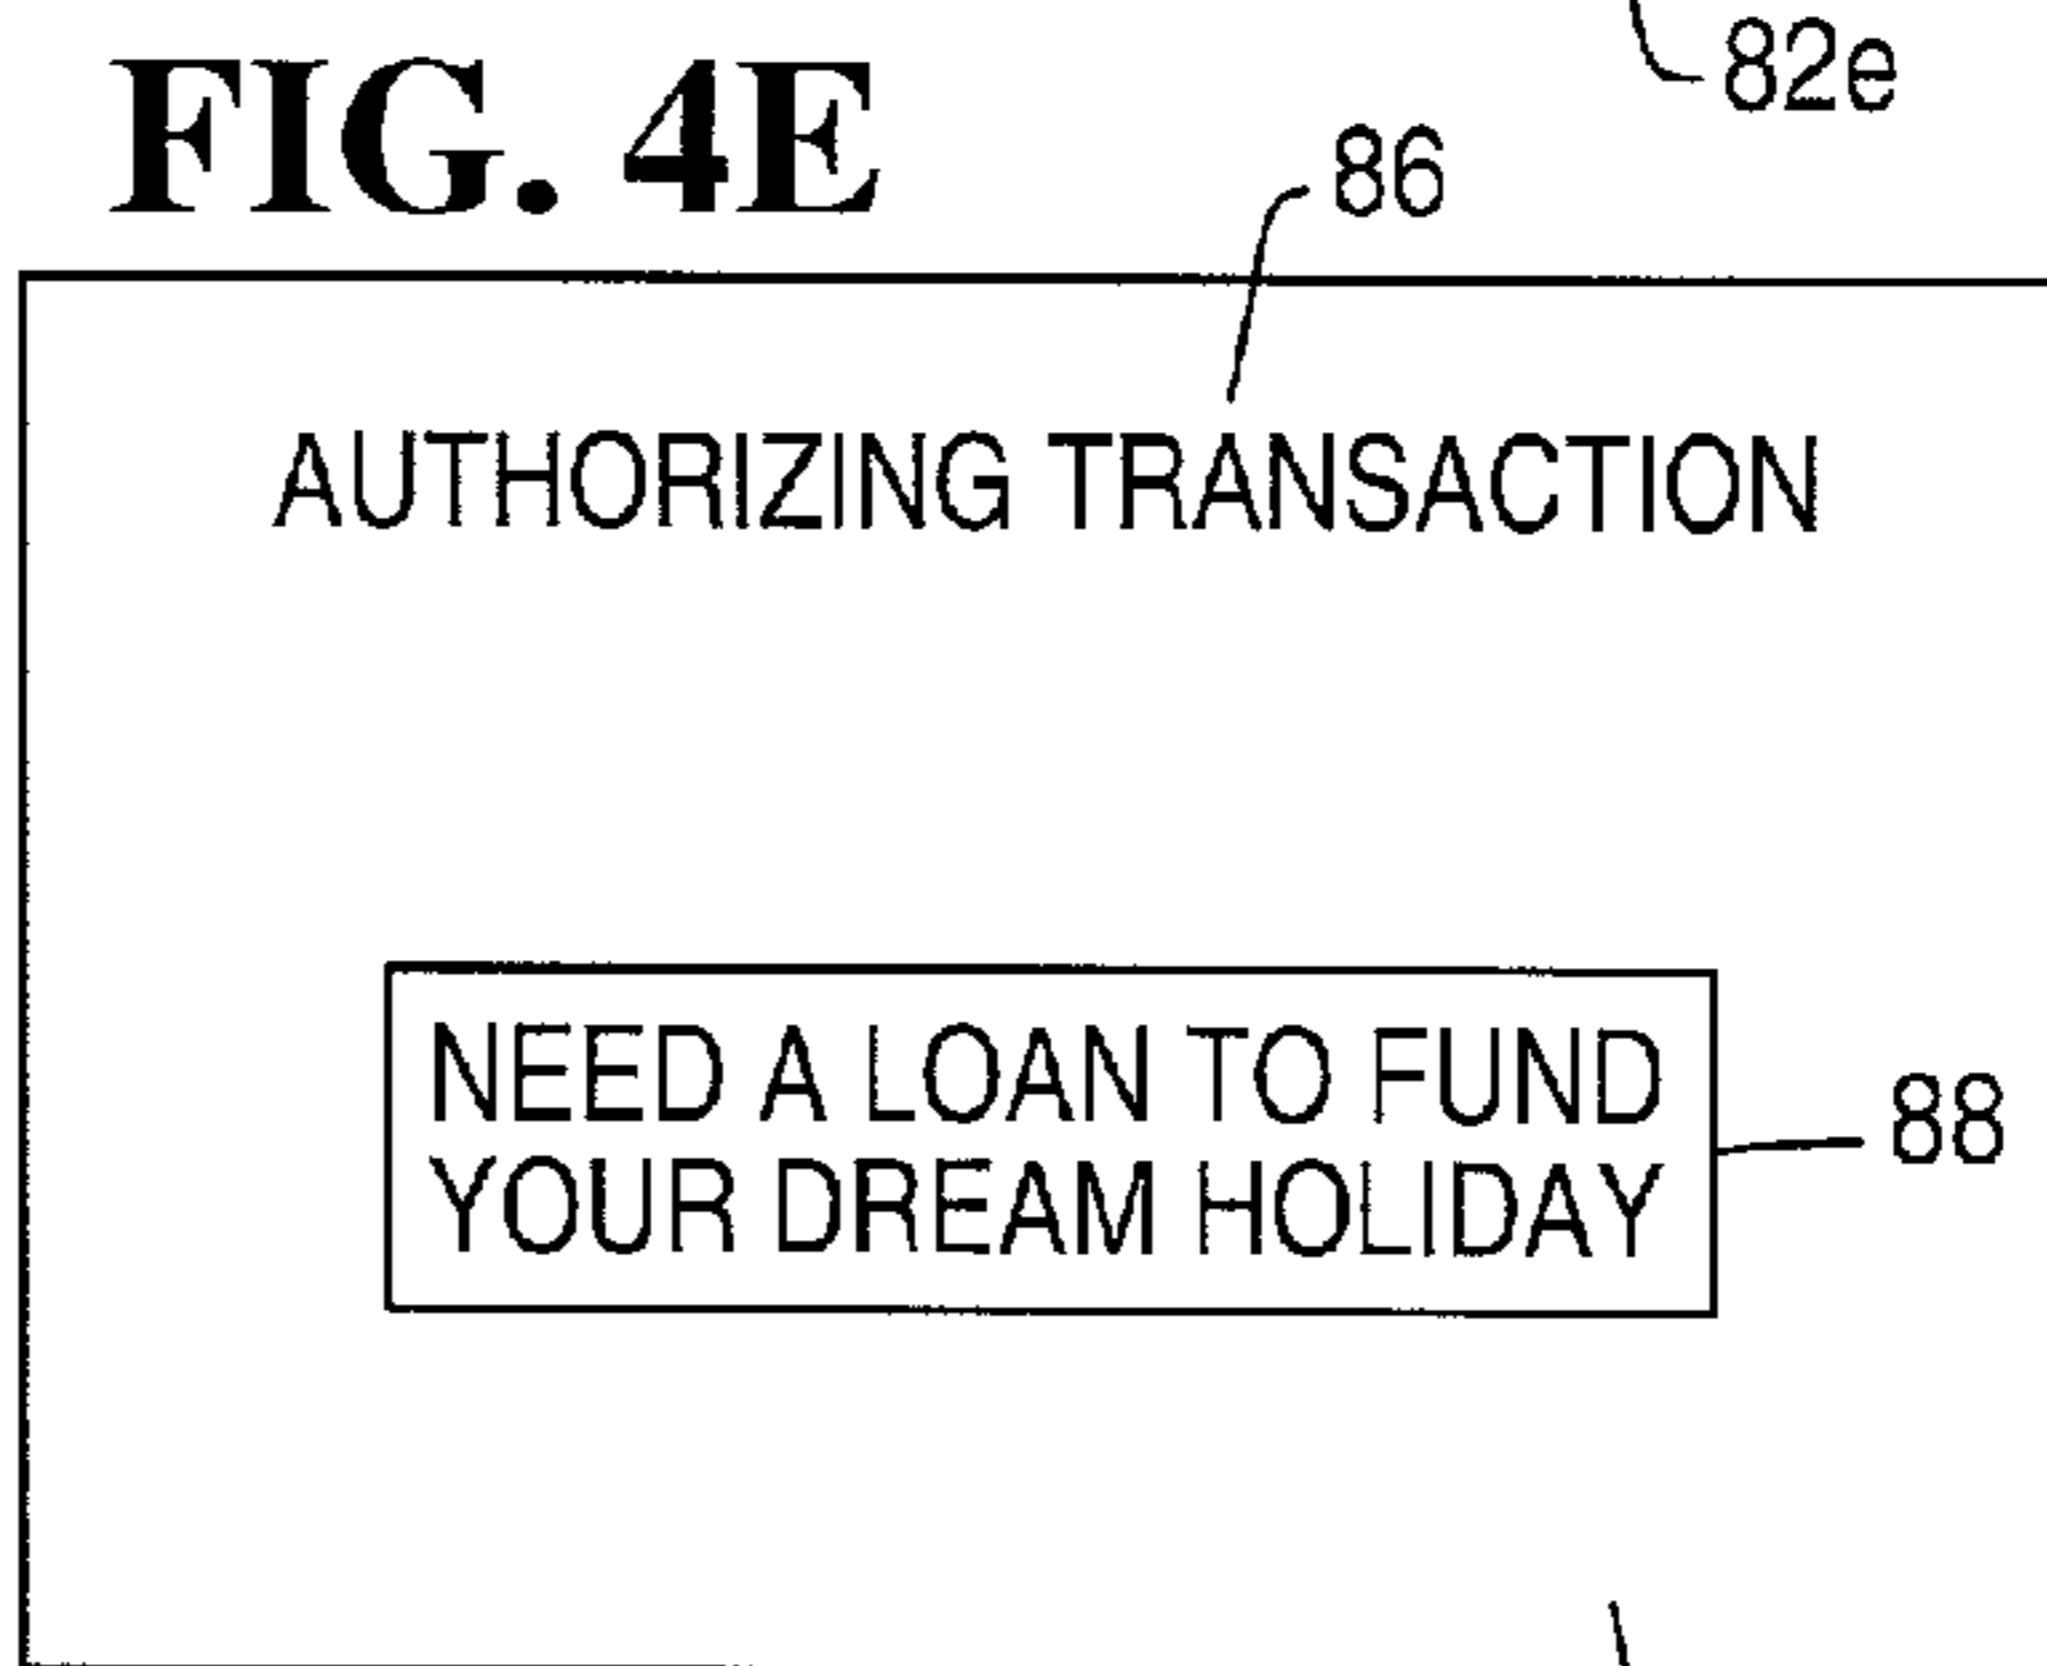 82e
FIG. 4E
86
AUTHORIZING TRANSACTION
NEED A LOAN TO FUND
YOUR DREAM HOLIDAY
88